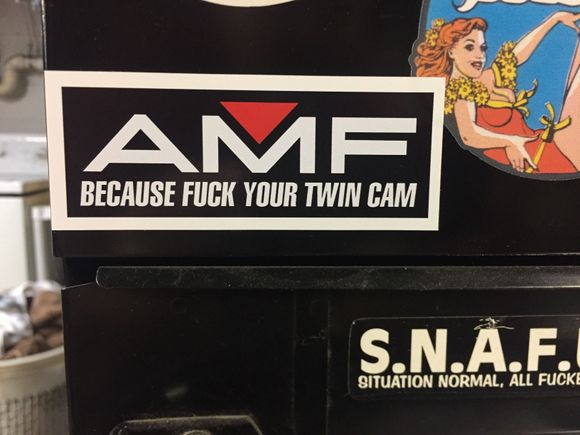 AMF
BECAUSE FUCK YOUR TWIN CAM
S.N.A.F.
SITUATION NORMAL, ALL